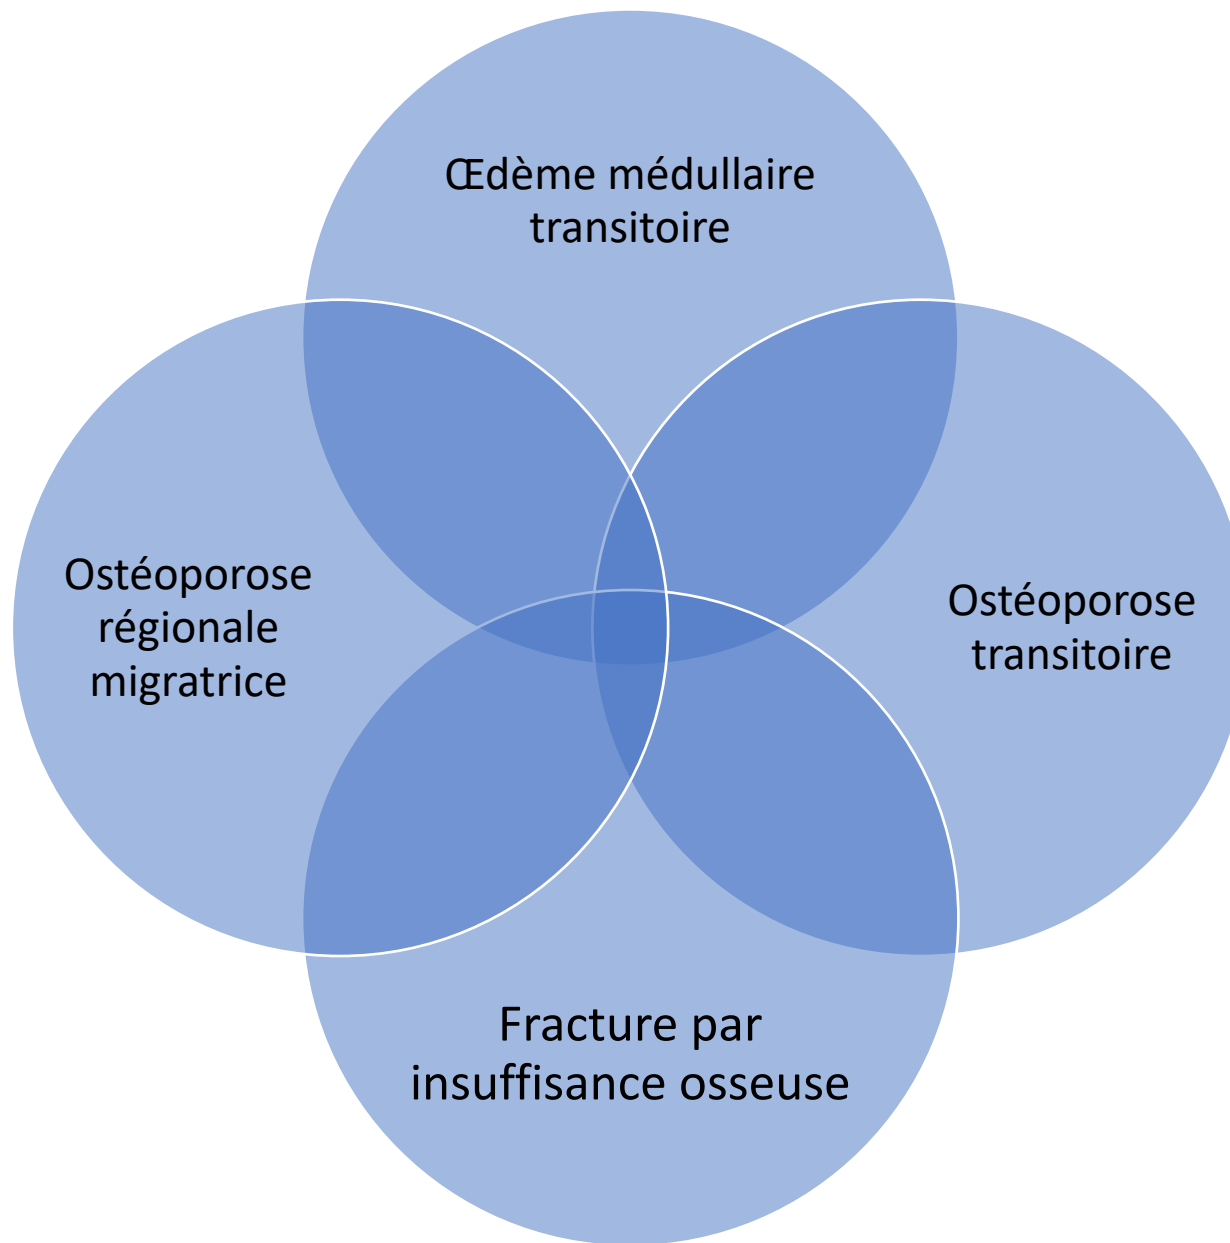 Œdème médullaire
transitoire
Ostéoporose
régionale
migratrice
Ostéoporose
transitoire
Fracture par
insuffisance osseuse